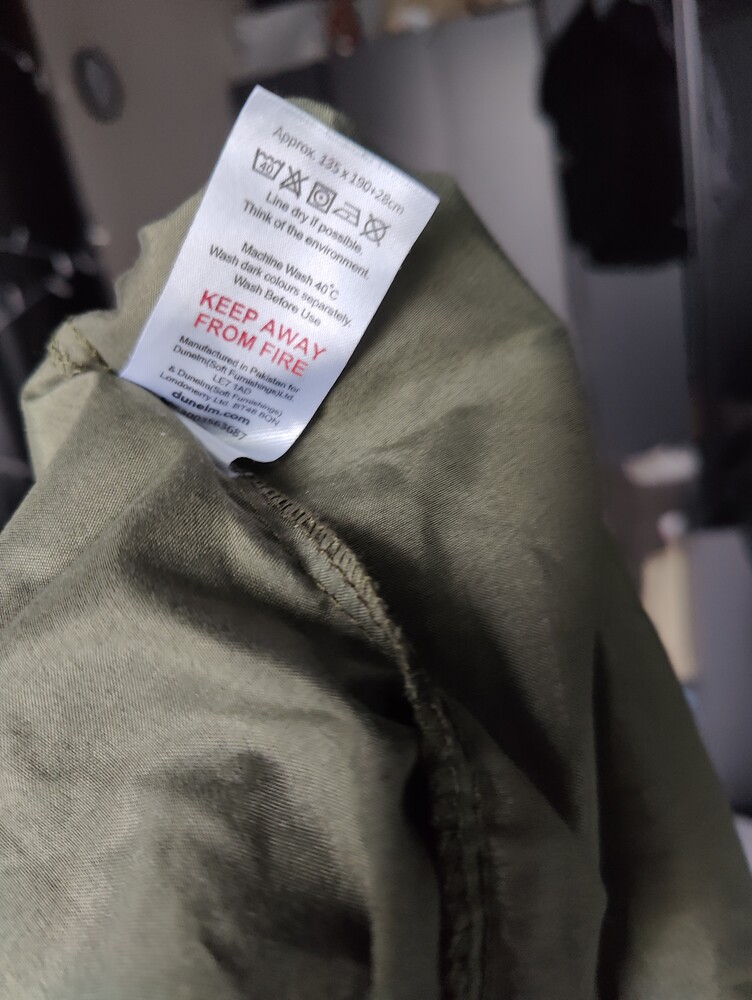 Approx. 135 x 190+28cm
40
Line dry if possible.
Think of the environment.
Machine Wash 40°C
Wash dark colours separately.
Wash Before Use
KEEP AWAY
FROM FIRE
Manufactured in Pakistan for
Dunelm(Soft Furnishings)Ltd.
LE7 1AD
& Dunelm(Soft Furnishings)
Londonerry Ltd. BT48 8QN
dunelm.com